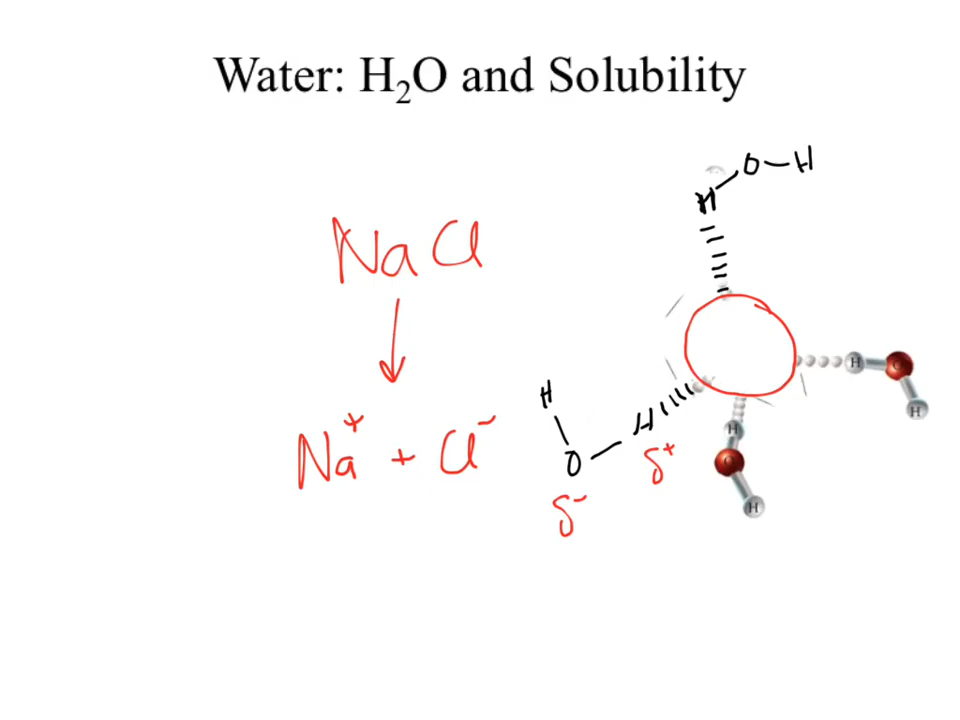 Water: H₂O and Solubility
O—H
H
NaCl
H
O
H
H
H
Na⁺ + Cl⁻
H
O
δ⁺
H
O
δ⁻
H